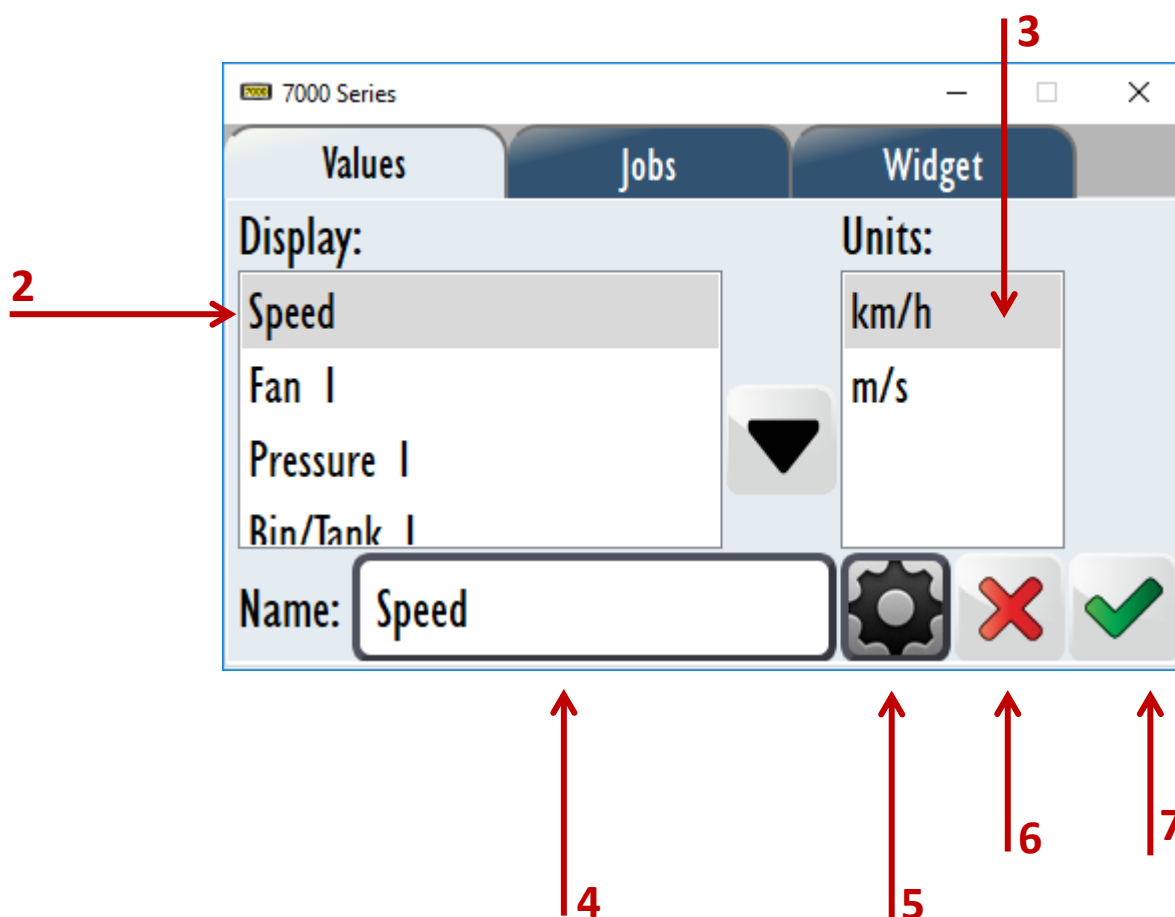 3
7000 7000 Series
Values Jobs Widget
Display: Units:
2
Speed km/h
Fan 1 m/s
Pressure 1
Bin/Tank 1
Name: Speed
6 7
4 5